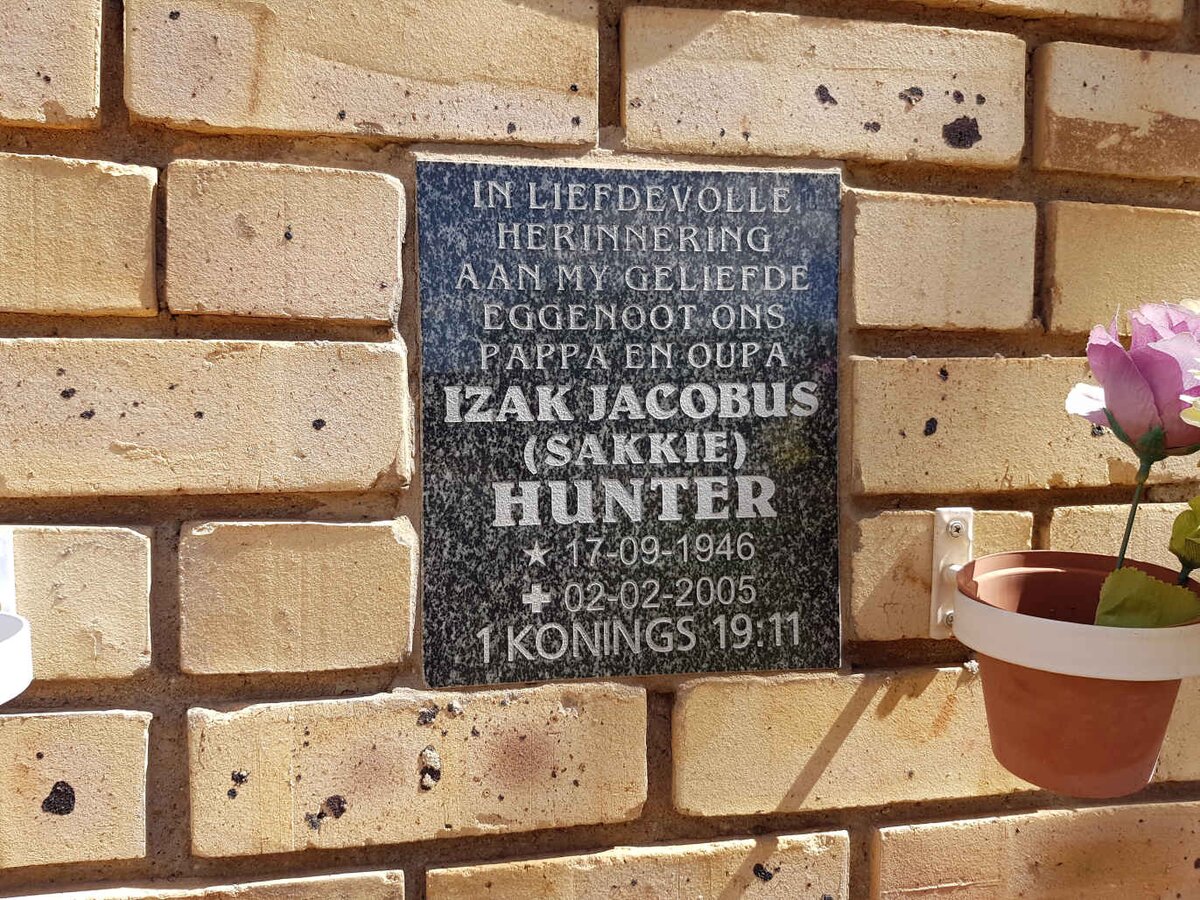 IN LIEFDEVOLLE
HERINNERING
AAN MY GELIEFDE
EGGENOOT ONS
PAPPA EN OUPA
IZAK JACOBUS
(SAKKIE)
HUNTER
★ 17-09-1946
✚ 02-02-2005
1 KONINGS 19:11